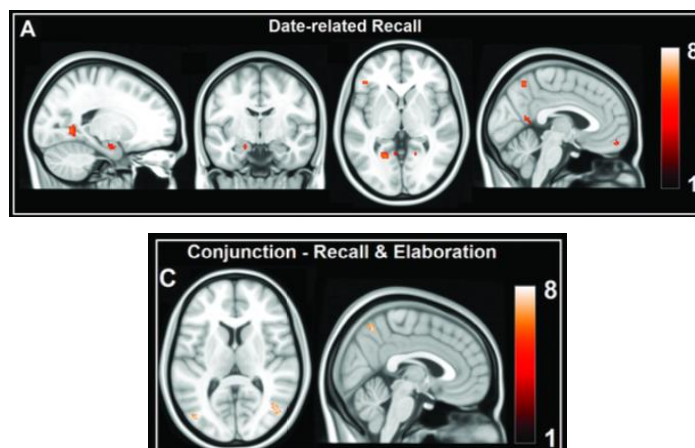 A
Date-related Recall
8
1
Conjunction - Recall & Elaboration
C
8
1